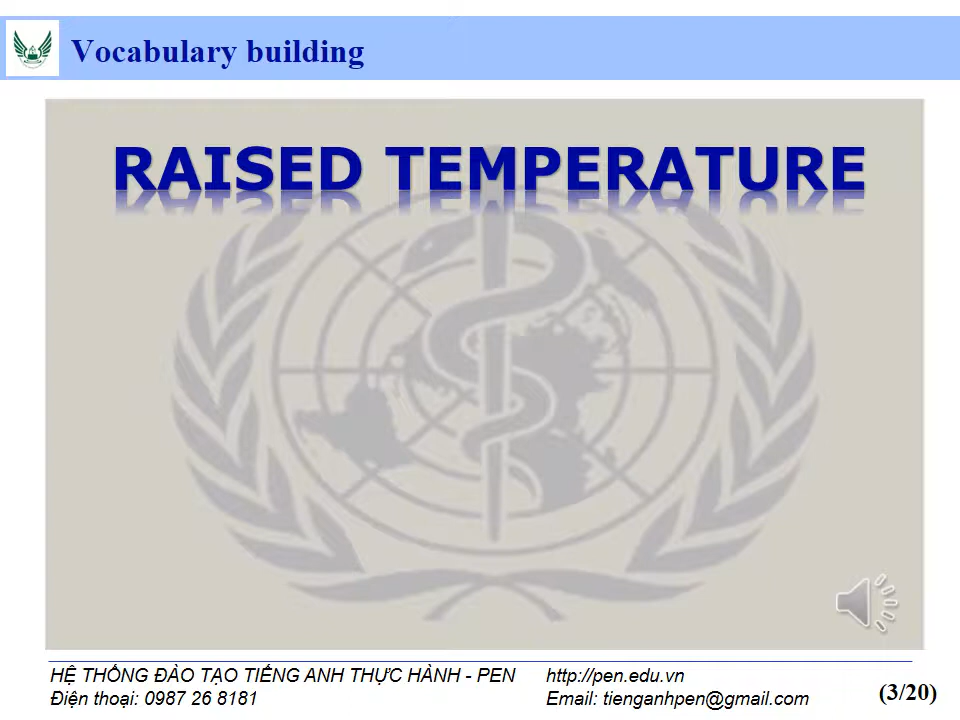 Vocabulary building
RAISED TEMPERATURE
HỆ THỐNG ĐÀO TẠO TIẾNG ANH THỰC HÀNH - PEN
http://pen.edu.vn
Điện thoại: 0987 26 8181
Email: tienganhpen@gmail.com
(3/20)